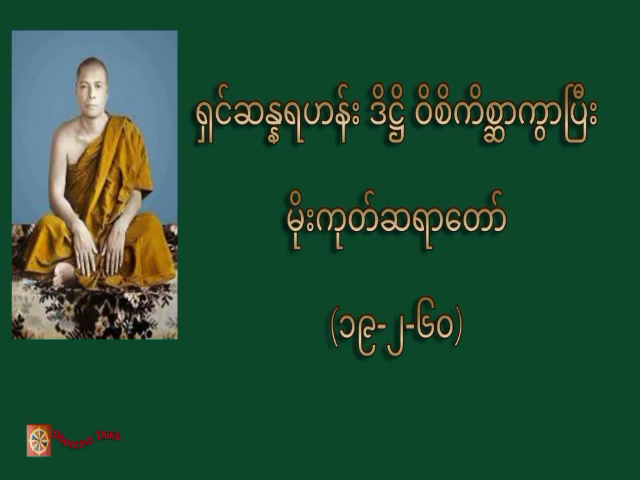 ရှင်ဆန္နရဟန်း ဒိဋ္ဌိ ဝိစိကိစ္ဆာကွာပြီး
မိုးကုတ်ဆရာတော်
(၁၉-၂-၆၀)